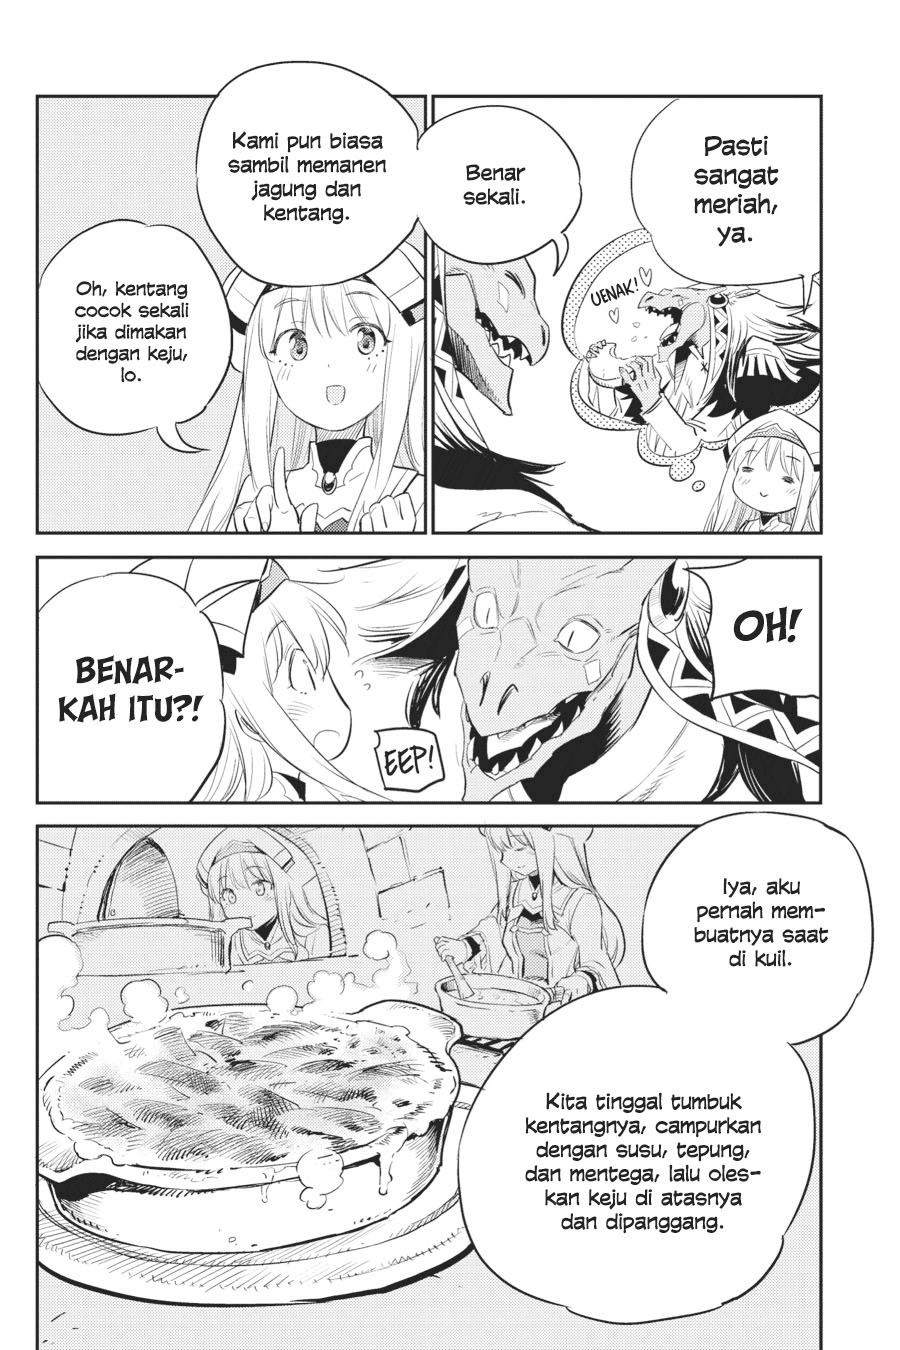 Pasti
sangat
meriah,
ya.
UENAK!
Benar
sekali.
Kami pun biasa
sambil memanen
jagung dan
kentang.
Oh, kentang
cocok sekali
jika dimakan
dengan keju,
lo.
OH!
EEP!
BENAR-
KAH ITU?!
Iya, aku
pernah mem-
buatnya saat
di kuil.
Kita tinggal tumbuk
kentangnya, campurkan
dengan susu, tepung,
dan mentega, lalu oles-
kan keju di atasnya
dan dipanggang.